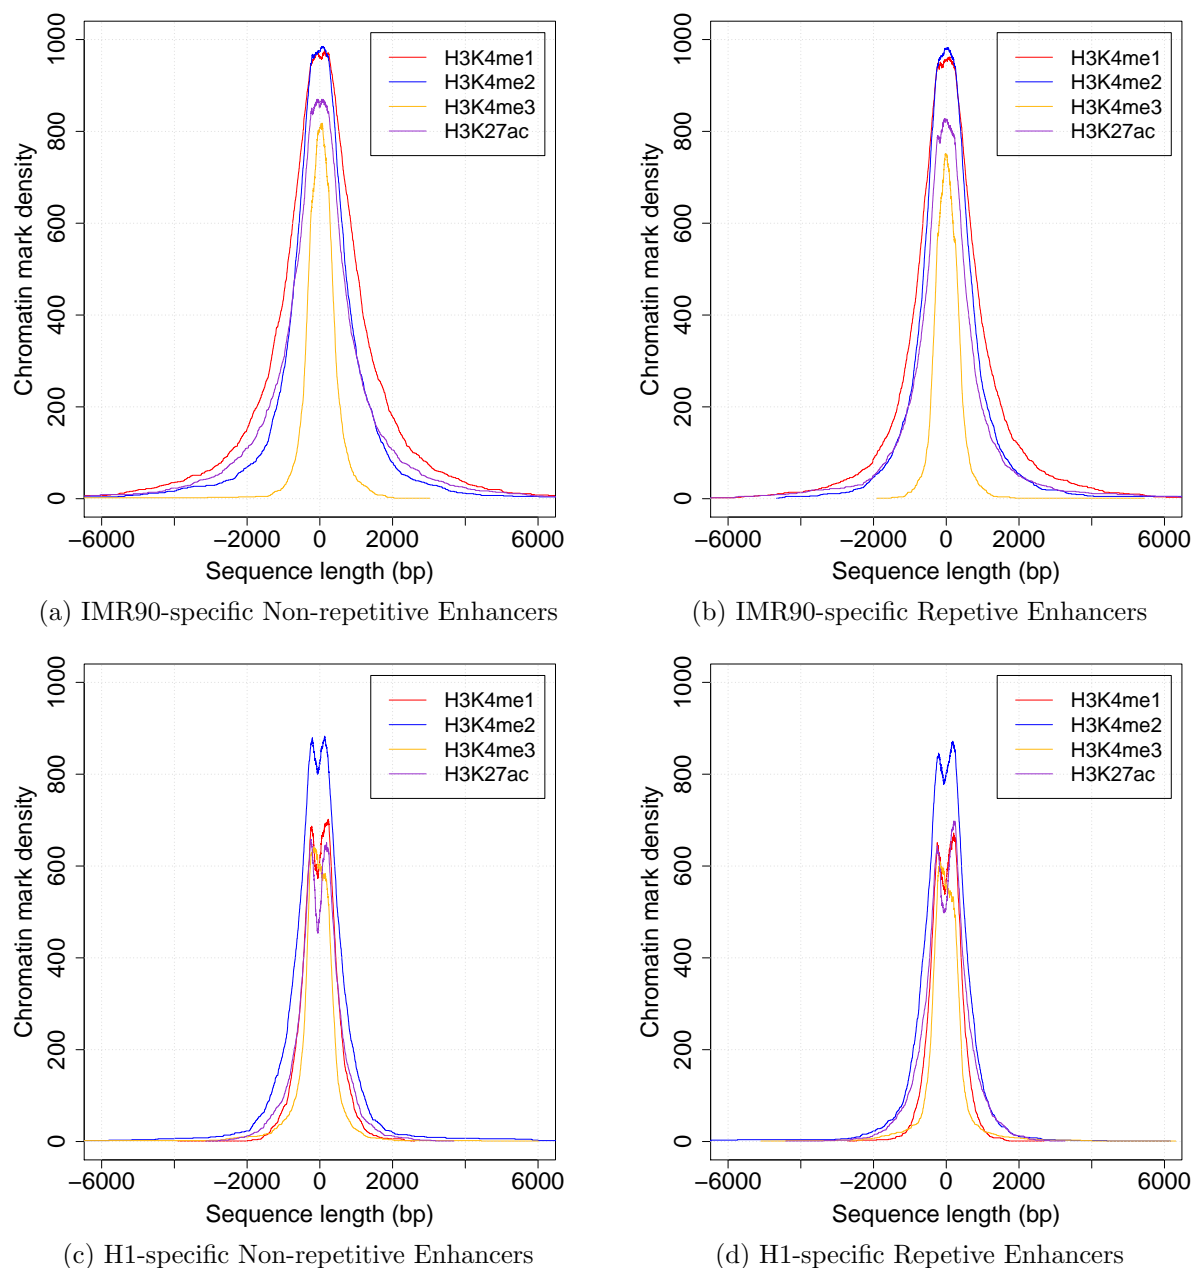 Chromatin mark density
0 200 400 600 800 1000
H3K4me1
H3K4me2
H3K4me3
H3K27ac
−6000 −2000 0 2000 6000
Sequence length (bp)
(a) IMR90-specific Non-repetitive Enhancers
Chromatin mark density
0 200 400 600 800 1000
H3K4me1
H3K4me2
H3K4me3
H3K27ac
−6000 −2000 0 2000 6000
Sequence length (bp)
(b) IMR90-specific Repetive Enhancers
Chromatin mark density
0 200 400 600 800 1000
H3K4me1
H3K4me2
H3K4me3
H3K27ac
−6000 −2000 0 2000 6000
Sequence length (bp)
(c) H1-specific Non-repetitive Enhancers
Chromatin mark density
0 200 400 600 800 1000
H3K4me1
H3K4me2
H3K4me3
H3K27ac
−6000 −2000 0 2000 6000
Sequence length (bp)
(d) H1-specific Repetive Enhancers